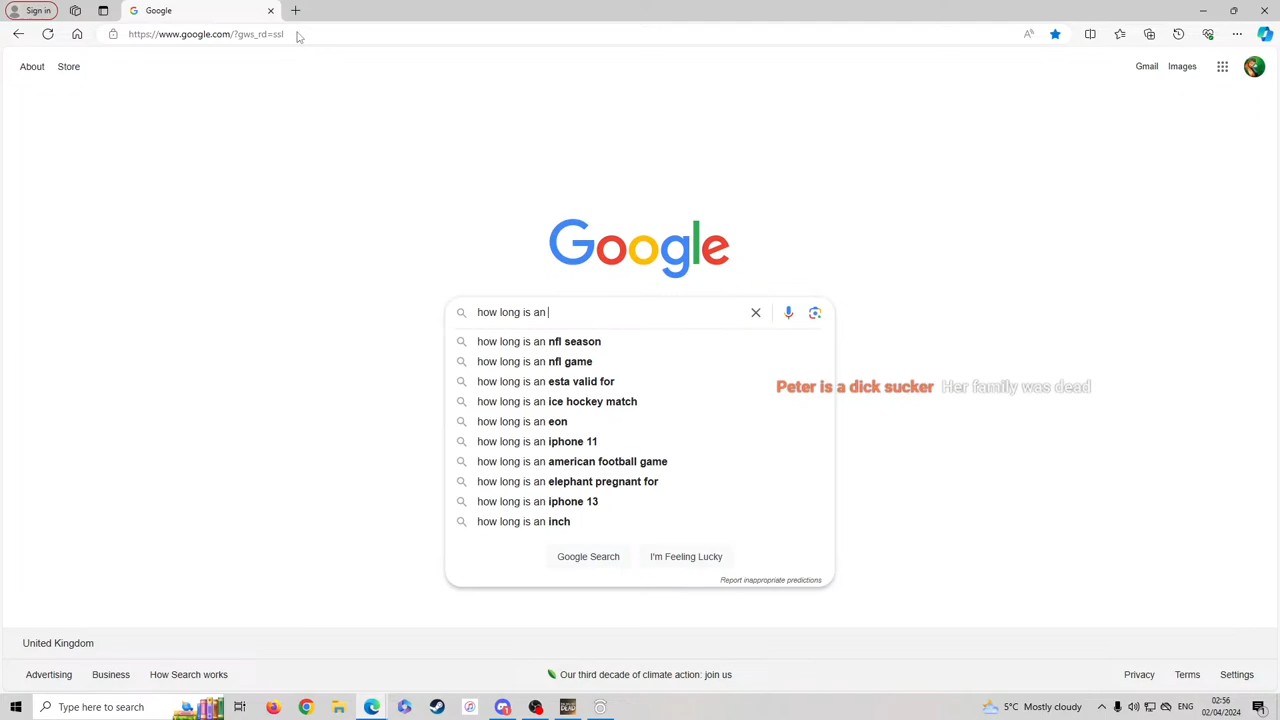 Sign in
Google
https://www.google.com/?gws_rd=ssl
About Store
Gmail Images
Google
how long is an
how long is an nfl season
how long is an nfl game
how long is an esta valid for
how long is an ice hockey match
Peter is a dick sucker Her family was dead
how long is an eon
how long is an iphone 11
how long is an american football game
how long is an elephant pregnant for
how long is an iphone 13
how long is an inch
Google Search I'm Feeling Lucky
Report inappropriate predictions
United Kingdom
Advertising Business How Search works
Our third decade of climate action: join us
Privacy Terms Settings
Type here to search
DEAD
5°C Mostly cloudy
ENG
02:56
02/04/2024